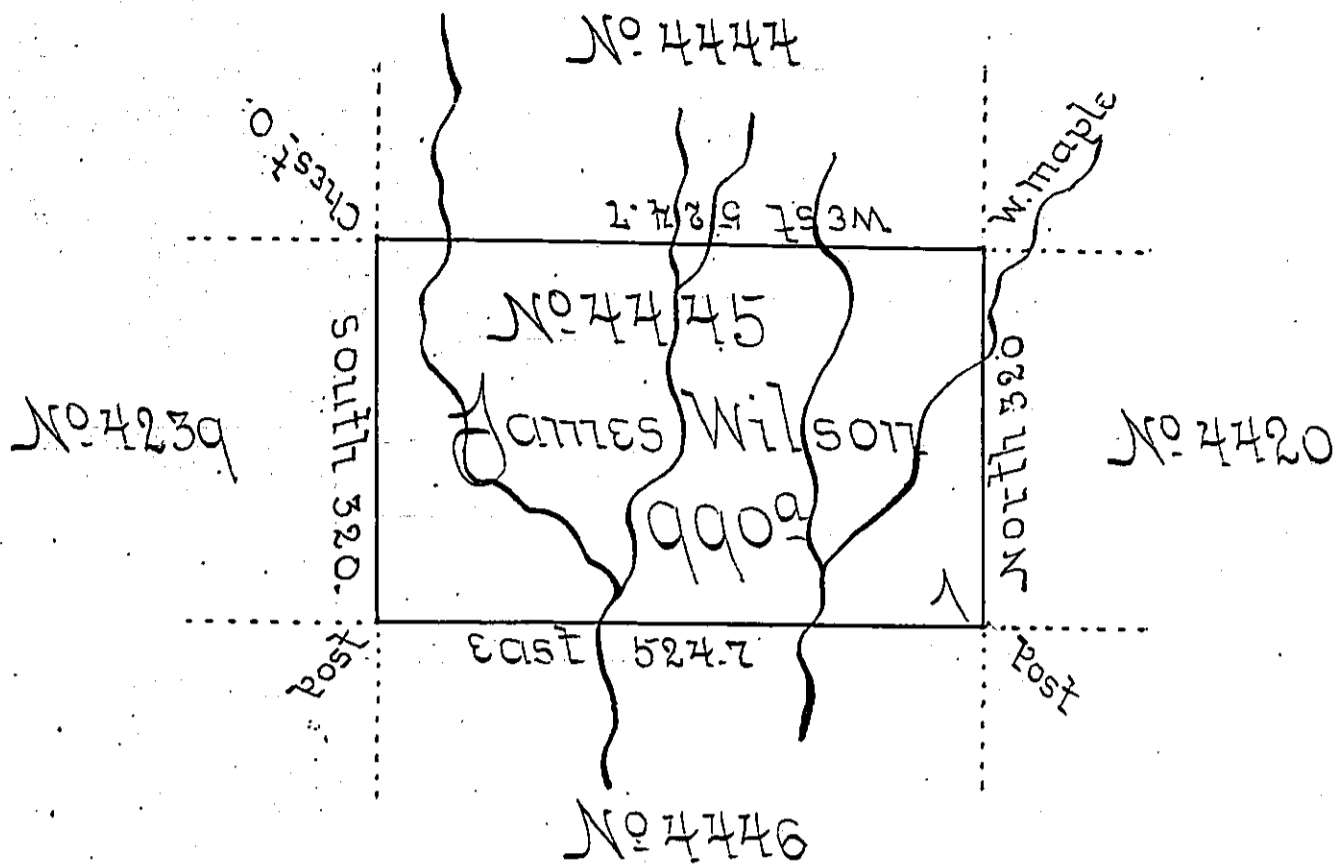 No 4444
Chest. O.
W. maple
West 524.7
No 4445
South 320.
North 320
No 4239
James Wilson
No 4420
990a
East 524.7
Post
Post
No 4446